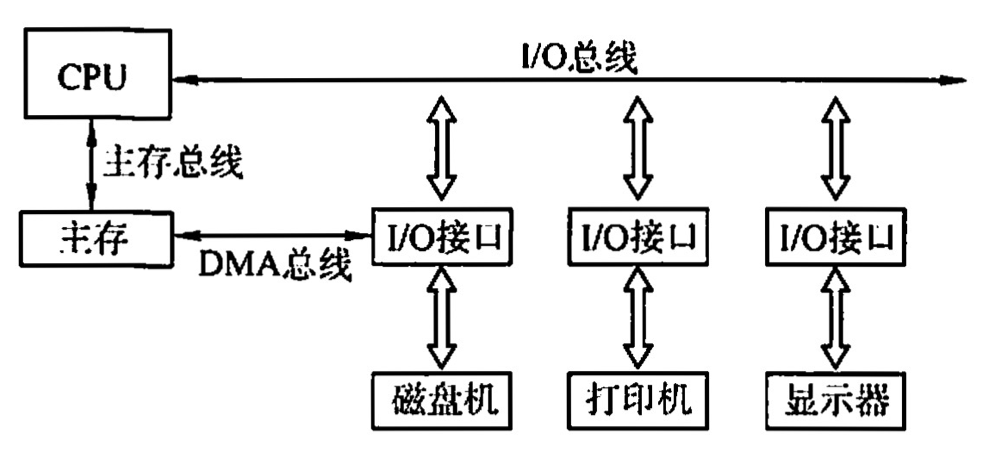 I/O总线
CPU
主存总线
主存
DMA总线
I/O接口
I/O接口
I/O接口
磁盘机
打印机
显示器